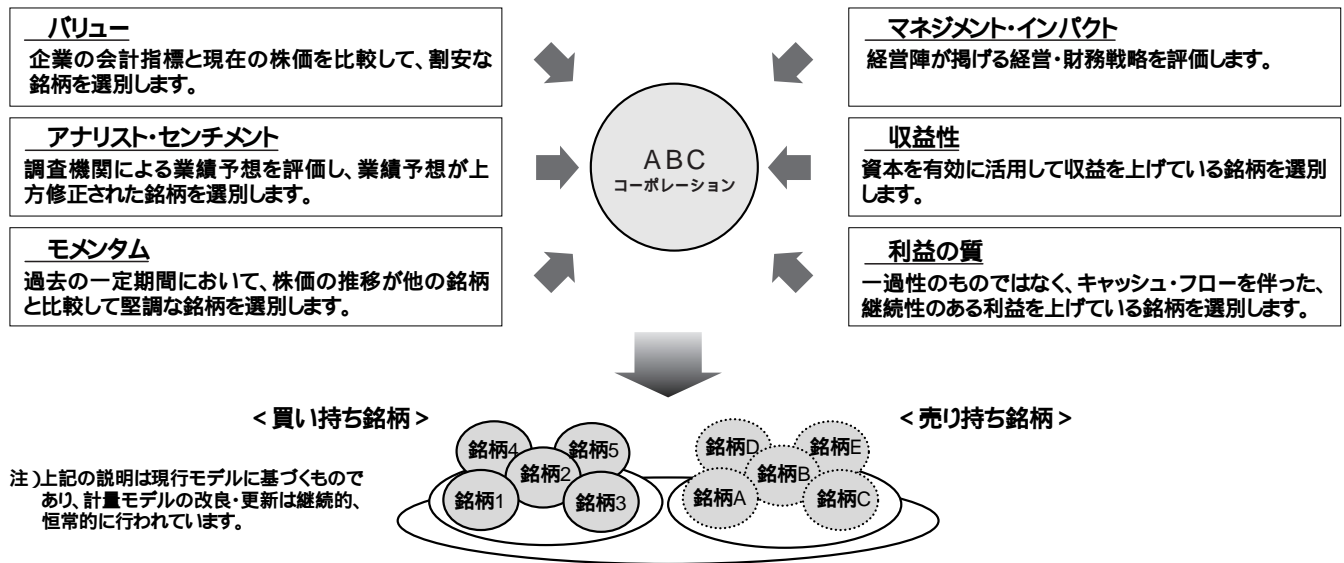 バリュー
企業の会計指標と現在の株価を比較して、割安な
銘柄を選別します。
アナリスト・センチメント
調査機関による業績予想を評価し、業績予想が上
方修正された銘柄を選別します。
モメンタム
過去の一定期間において、株価の推移が他の銘柄
と比較して堅調な銘柄を選別します。
ABC
コーポレーション
マネジメント・インパクト
経営陣が掲げる経営・財務戦略を評価します。
収益性
資本を有効に活用して収益を上げている銘柄を選別
します。
利益の質
一過性のものではなく、キャッシュ・フローを伴った、
継続性のある利益を上げている銘柄を選別します。
<買い持ち銘柄>
<売り持ち銘柄>
銘柄4
銘柄5
銘柄2
銘柄1
銘柄3
銘柄D
銘柄E
銘柄B
銘柄A
銘柄C
注)上記の説明は現行モデルに基づくもので
あり、計量モデルの改良・更新は継続的、
恒常的に行われています。